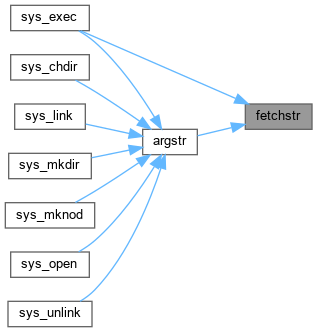 sys_exec
sys_chdir
sys_link
sys_mkdir
sys_mknod
sys_open
sys_unlink
argstr
fetchstr